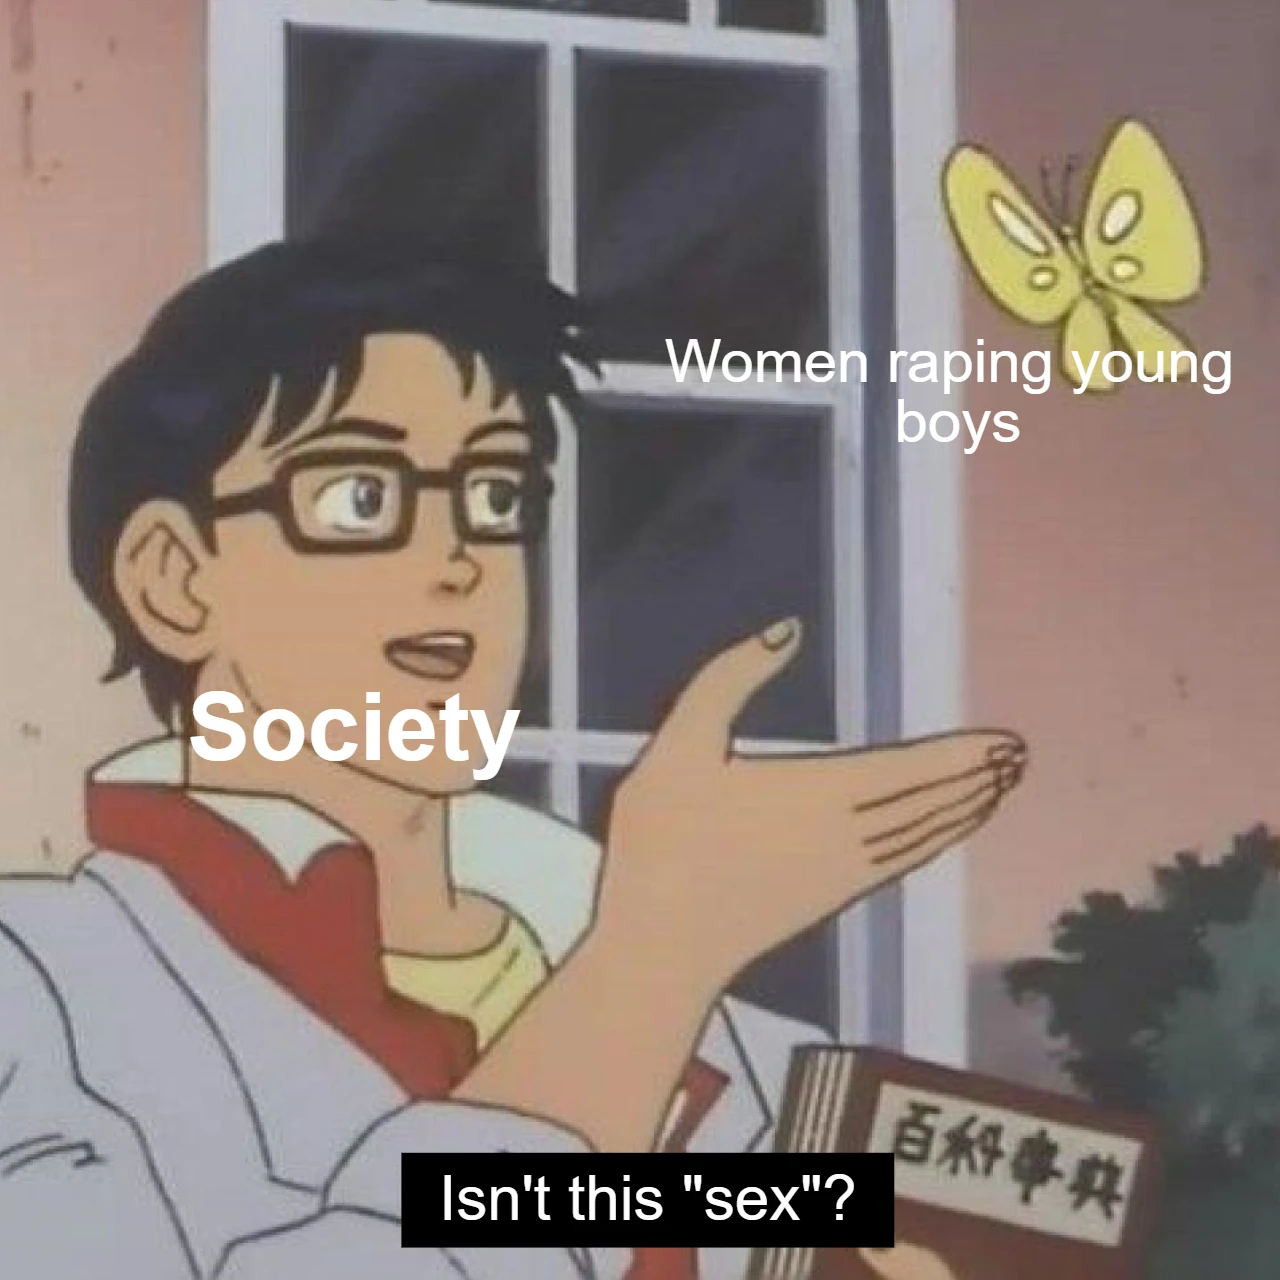 Women raping young
boys
Society
Isn't this "sex"?
百科事典